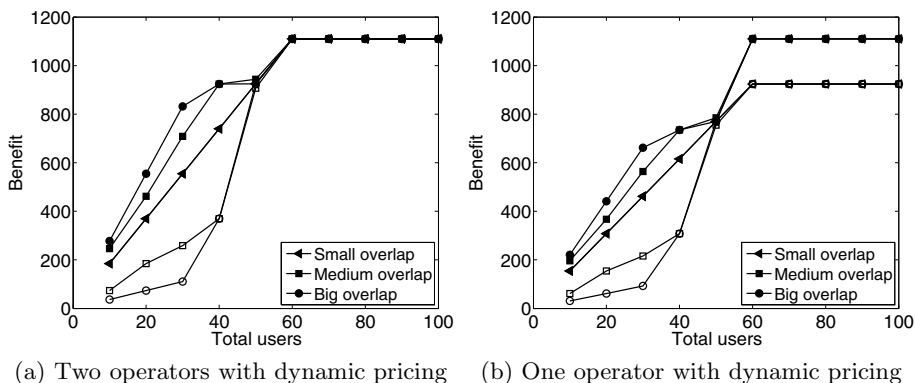 1200
1000
800
600
400
200
0
Benefit
0 20 40 60 80 100
Total users
Small overlap
Medium overlap
Big overlap
(a) Two operators with dynamic pricing
1200
1000
800
600
400
200
0
Benefit
0 20 40 60 80 100
Total users
Small overlap
Medium overlap
Big overlap
(b) One operator with dynamic pricing